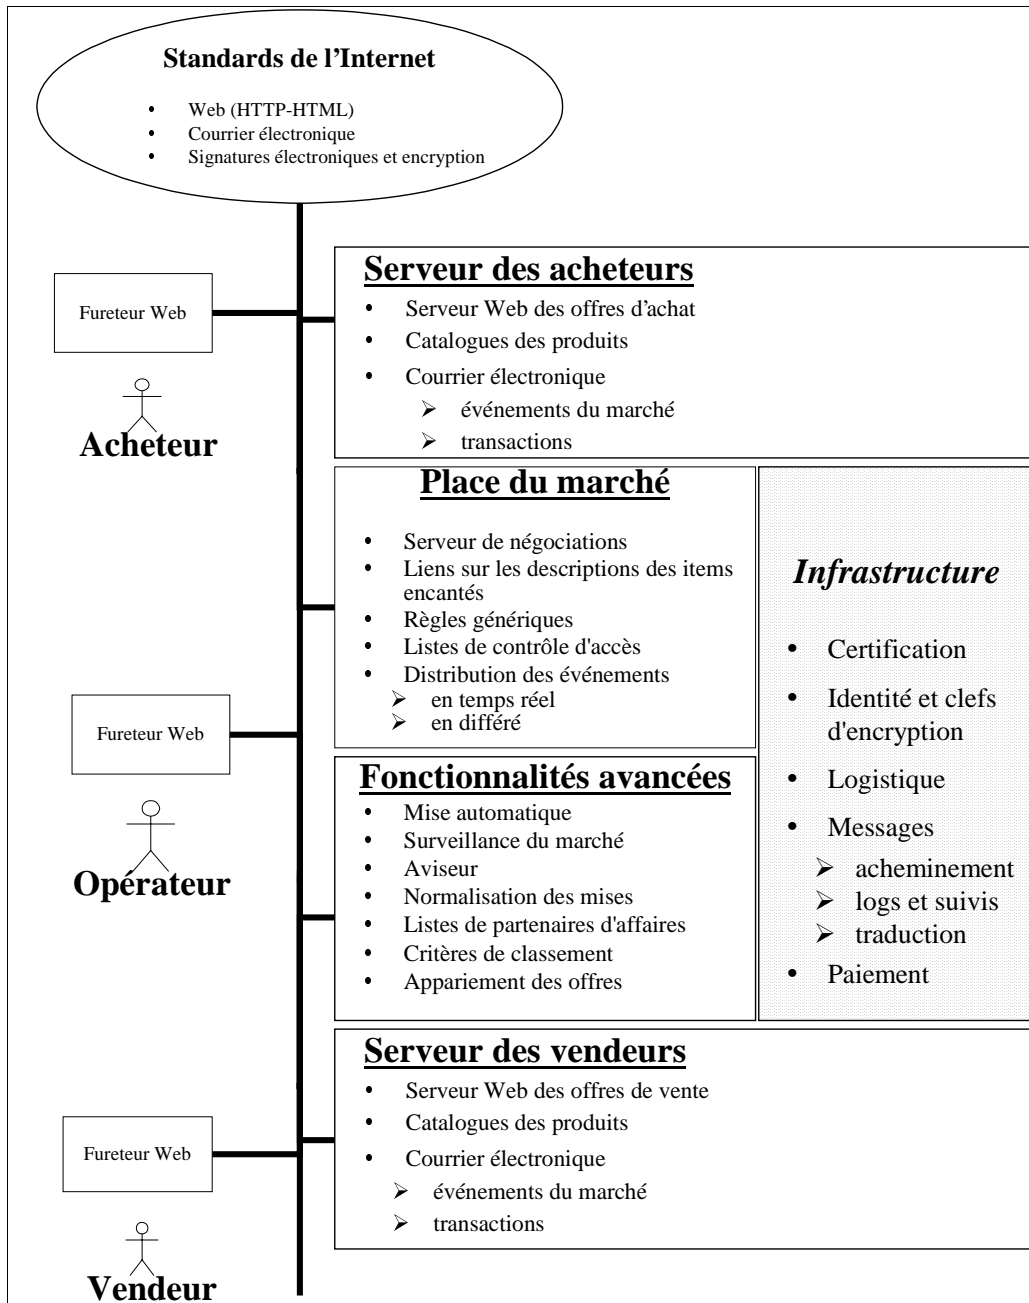 Standards de l'Internet
• Web (HTTP-HTML)
• Courrier électronique
• Signatures électroniques et encryption
Fureteur Web
Acheteur
Serveur des acheteurs
• Serveur Web des offres d'achat
• Catalogues des produits
• Courrier électronique
➢ événements du marché
➢ transactions
Place du marché
• Serveur de négociations
• Liens sur les descriptions des items
encantés
• Règles génériques
• Listes de contrôle d'accès
• Distribution des événements
➢ en temps réel
➢ en différé
Infrastructure
• Certification
• Identité et clefs
d'encryption
• Logistique
• Messages
➢ acheminement
➢ logs et suivis
➢ traduction
• Paiement
Fureteur Web
Opérateur
Fonctionnalités avancées
• Mise automatique
• Surveillance du marché
• Aviseur
• Normalisation des mises
• Listes de partenaires d'affaires
• Critères de classement
• Appariement des offres
Serveur des vendeurs
• Serveur Web des offres de vente
• Catalogues des produits
• Courrier électronique
➢ événements du marché
➢ transactions
Fureteur Web
Vendeur